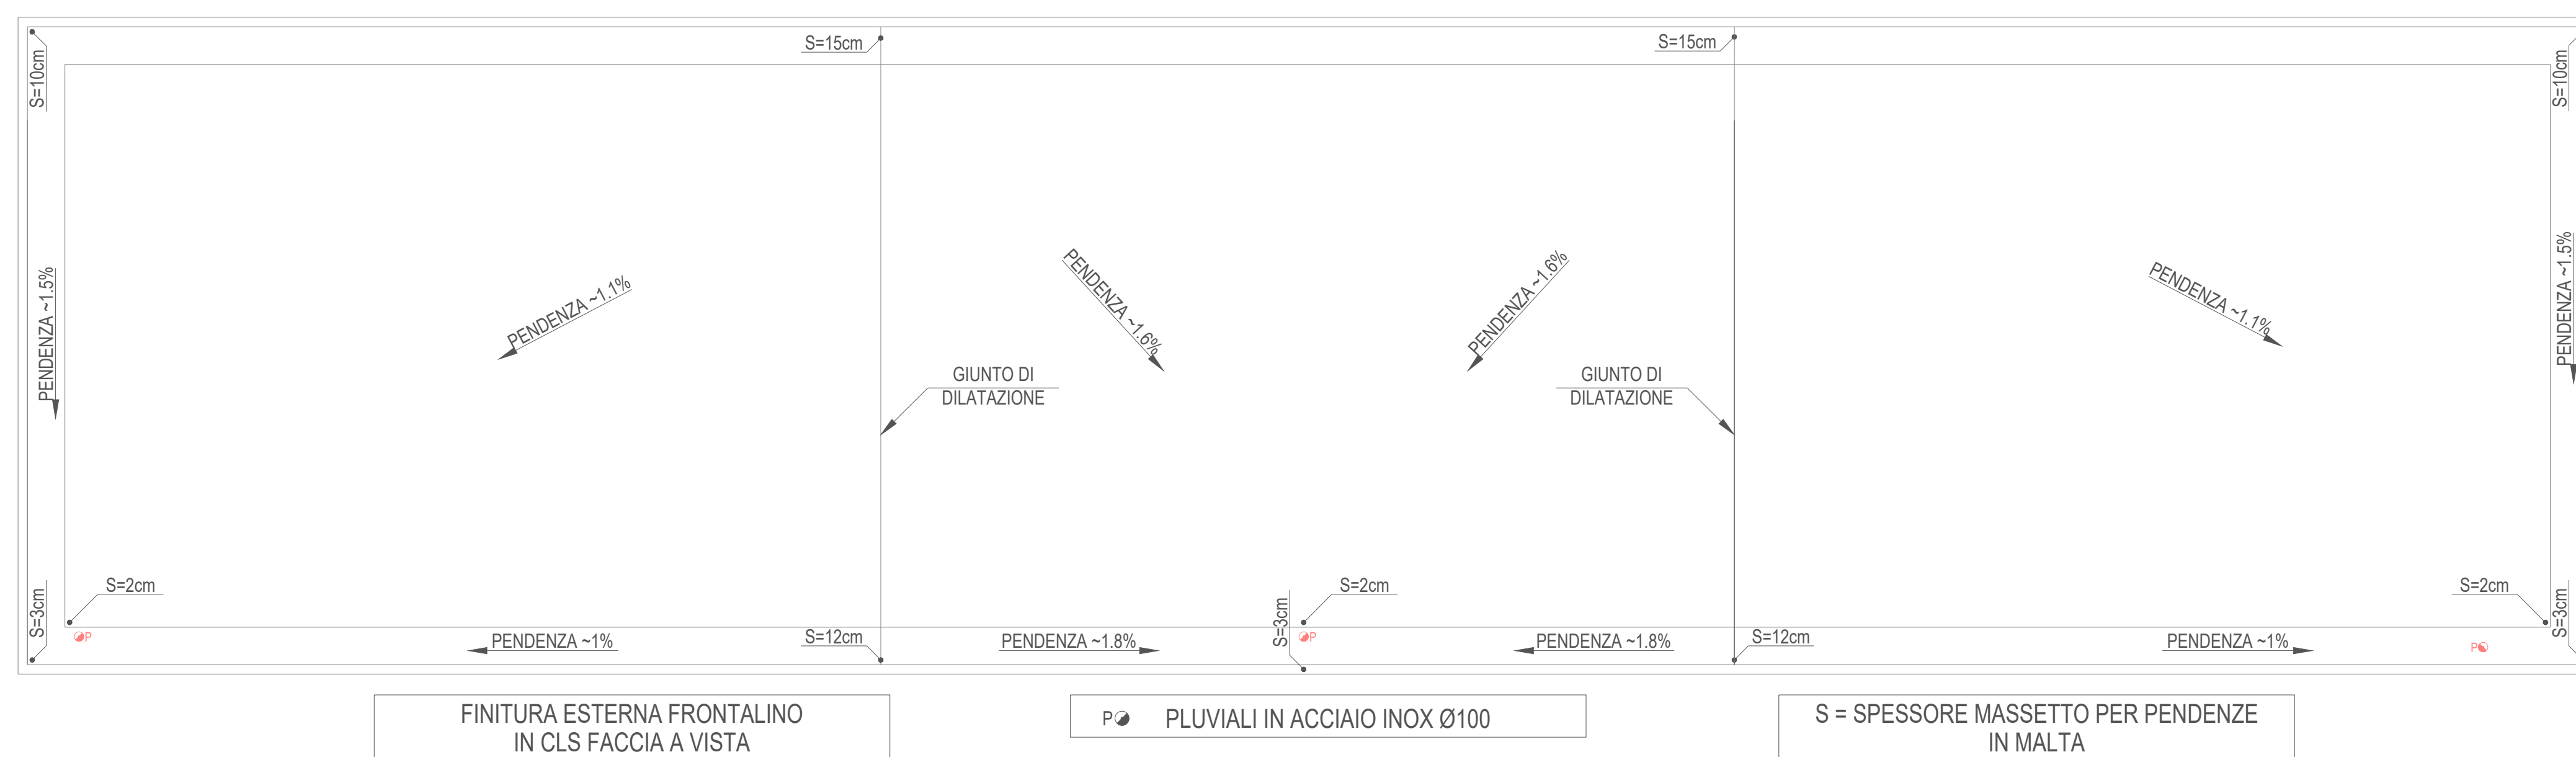 S=10cm
S=15cm
S=15cm
S=10cm
PENDENZA ~1.5%
PENDENZA ~1.1%
PENDENZA ~1.6%
PENDENZA ~1.6%
PENDENZA ~1.1%
PENDENZA ~1.5%
GIUNTO DI
DILATAZIONE
GIUNTO DI
DILATAZIONE
S=3cm
S=2cm
S=3cm
S=2cm
S=2cm
S=3cm
P
PENDENZA ~1%
S=12cm
PENDENZA ~1.8%
P
PENDENZA ~1.8%
S=12cm
PENDENZA ~1%
P
FINITURA ESTERNA FRONTALINO
IN CLS FACCIA A VISTA
P PLUVIALI IN ACCIAIO INOX Ø100
S = SPESSORE MASSETTO PER PENDENZE
IN MALTA